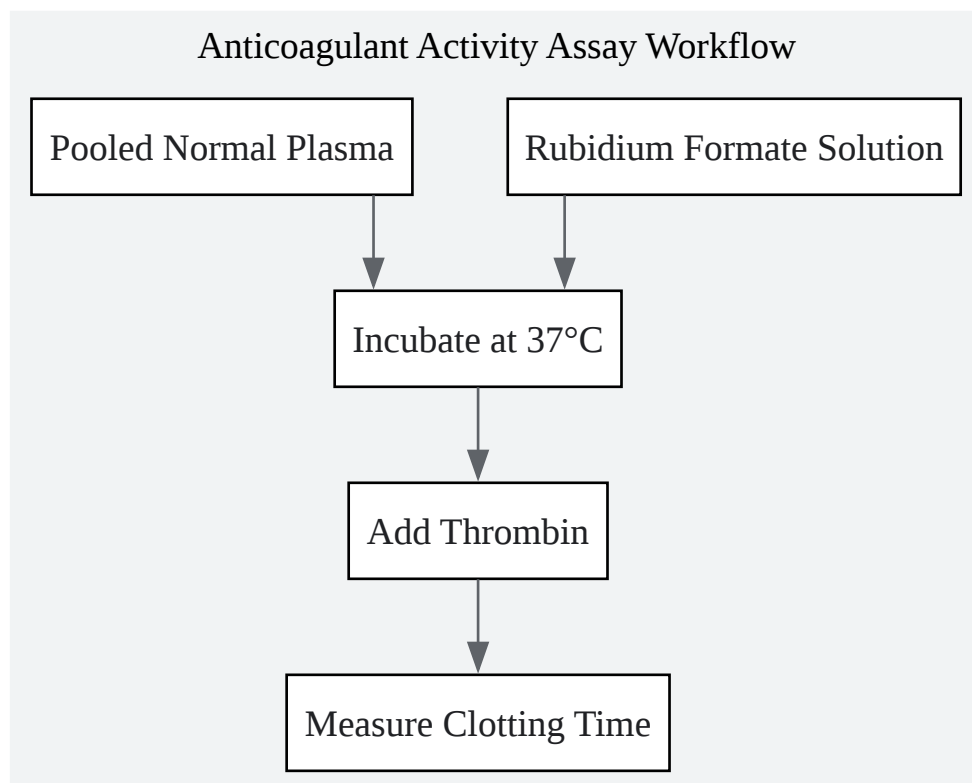 Anticoagulant Activity Assay Workflow
Pooled Normal Plasma
Rubidium Formate Solution
Incubate at 37°C
Add Thrombin
Measure Clotting Time